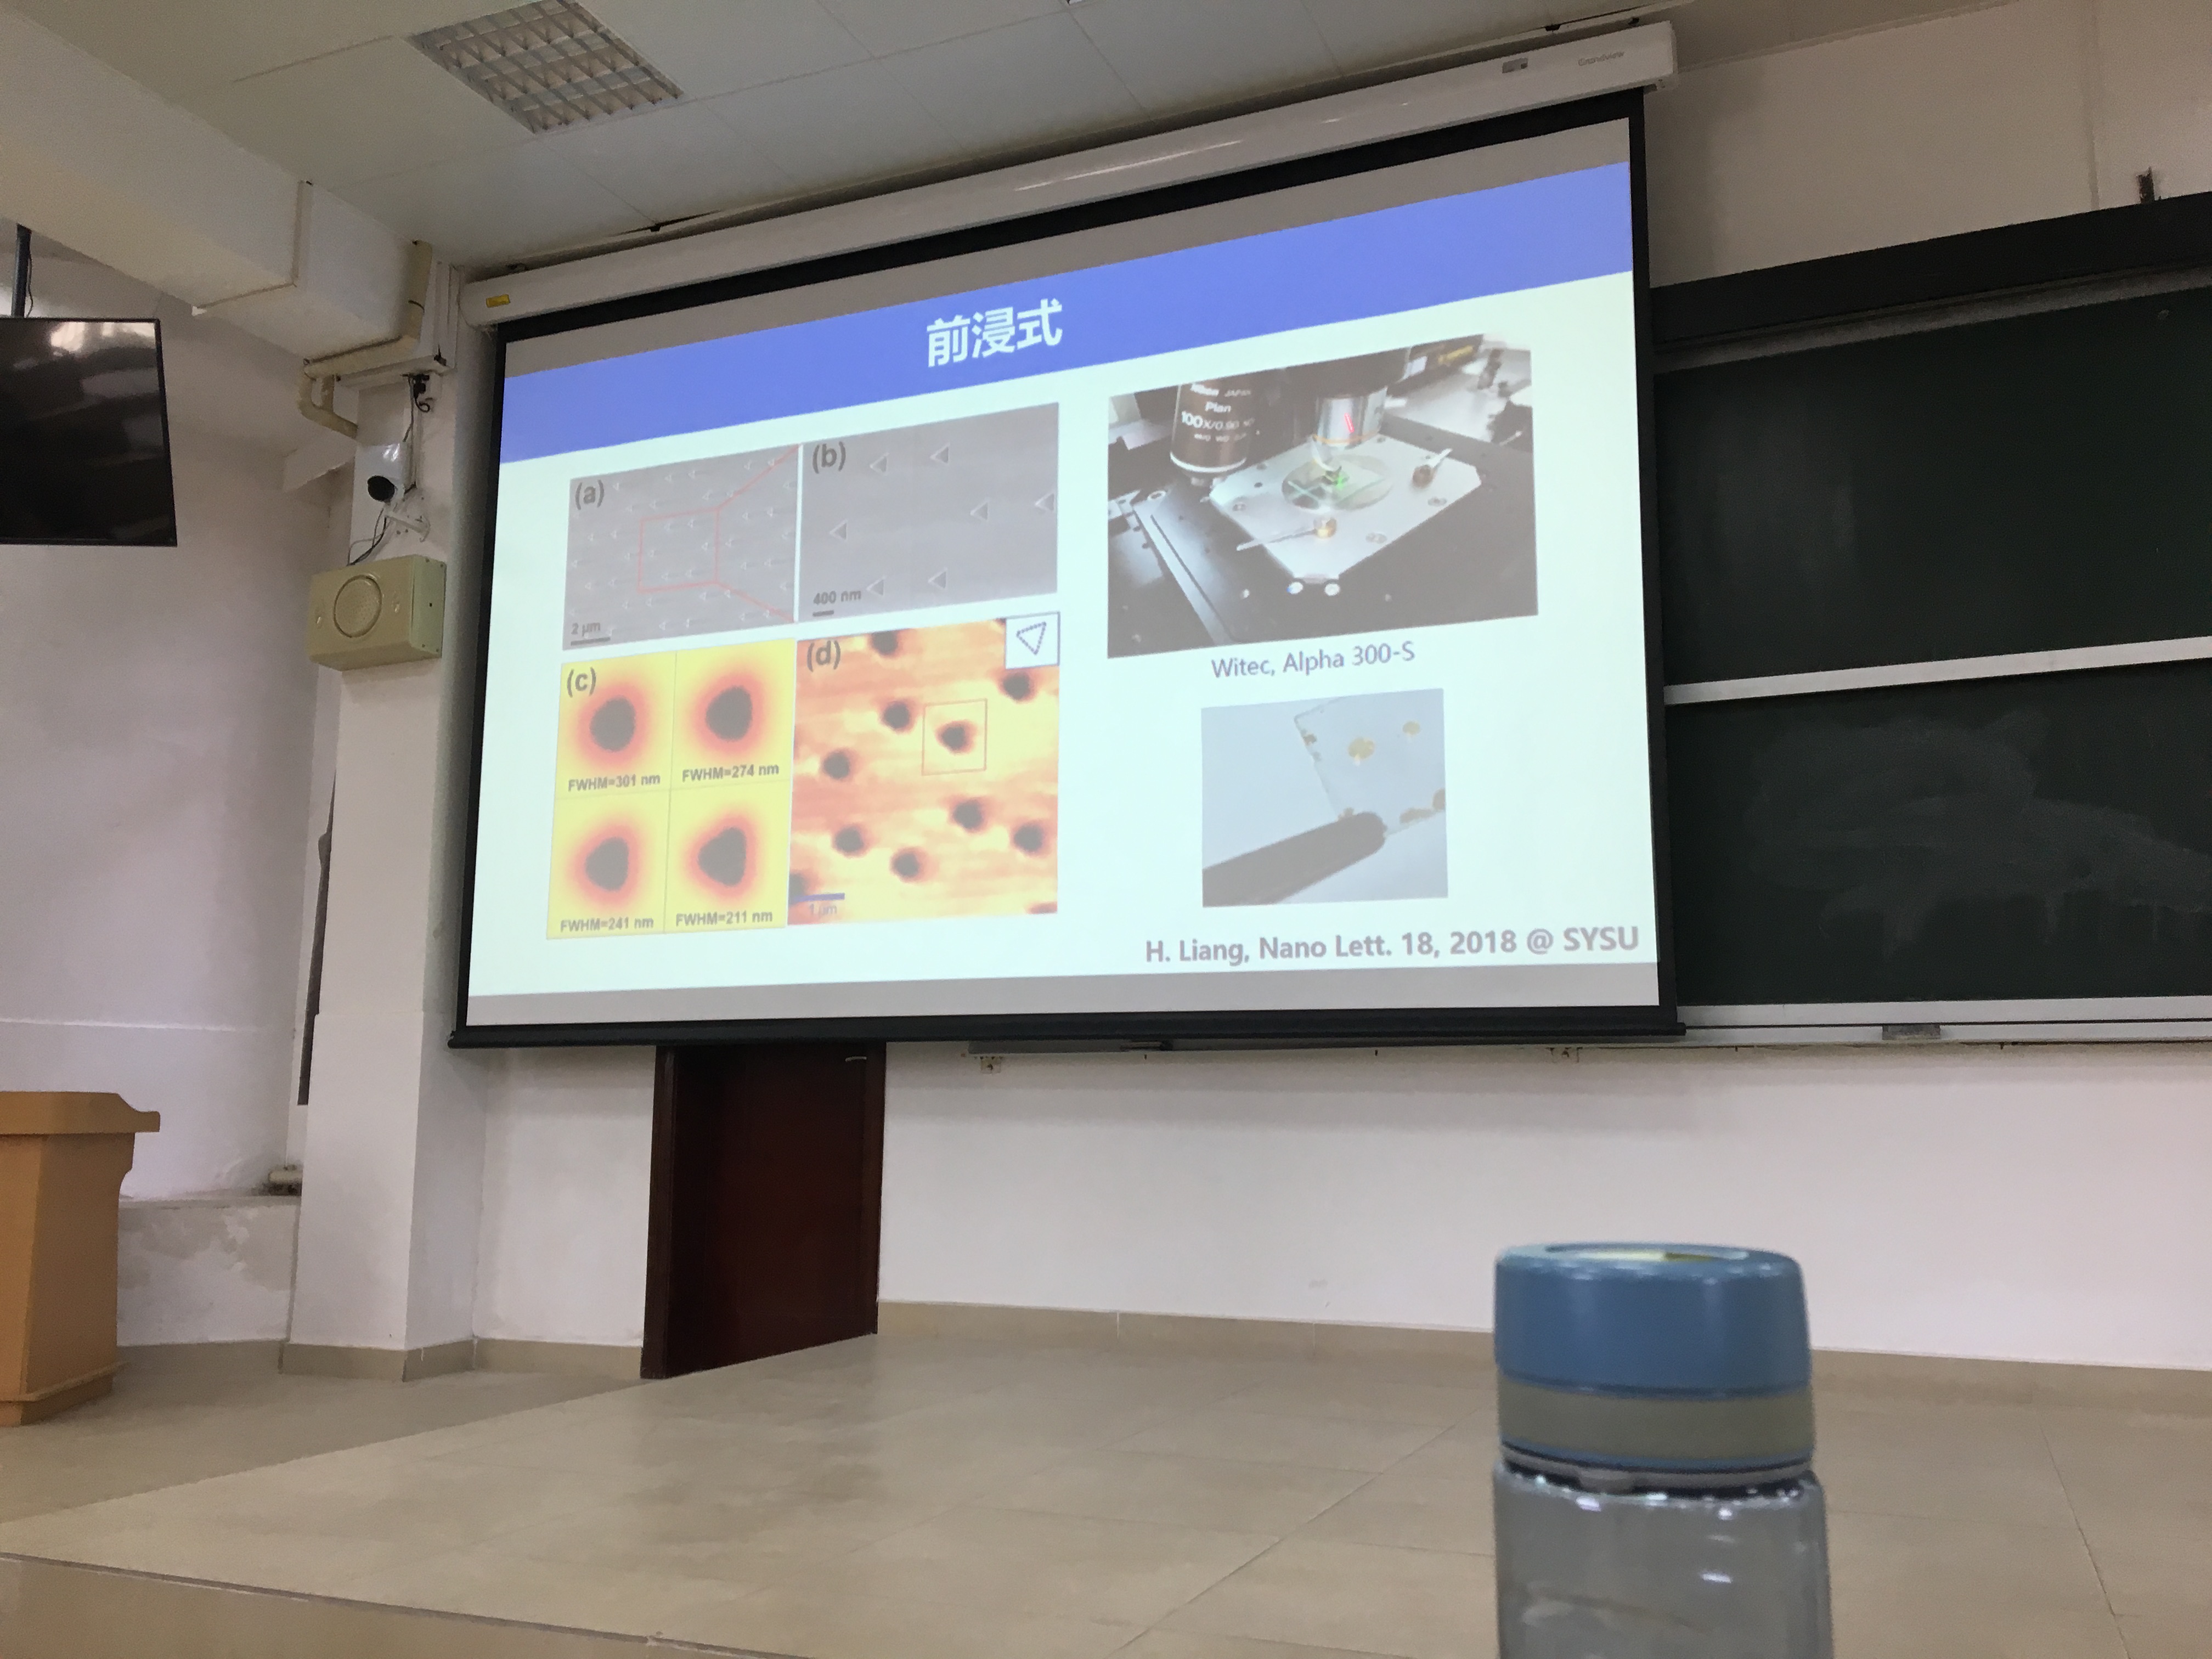 Grandview
前浸式
(a)
2 μm
(b)
400 nm
(c)
FWHM=301 nm
FWHM=274 nm
FWHM=241 nm
FWHM=211 nm
(d)
1 μm
JAPAN
Plan
100X/0.90
Witec, Alpha 300-S
H. Liang, Nano Lett. 18, 2018 @ SYSU